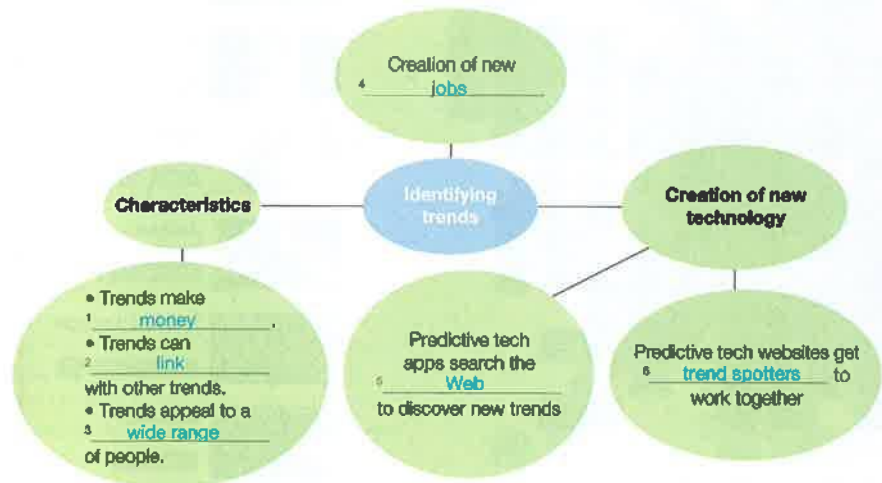 Creation of new
4 jobs .
Identifying
trends
Characteristics
Creation of new
technology
• Trends make
1 money .
• Trends can
2 link
with other trends.
• Trends appeal to a
3 wide range
of people.
Predictive tech
apps search the
5 Web
to discover new trends
Predictive tech websites get
6 trend spotters to
work together